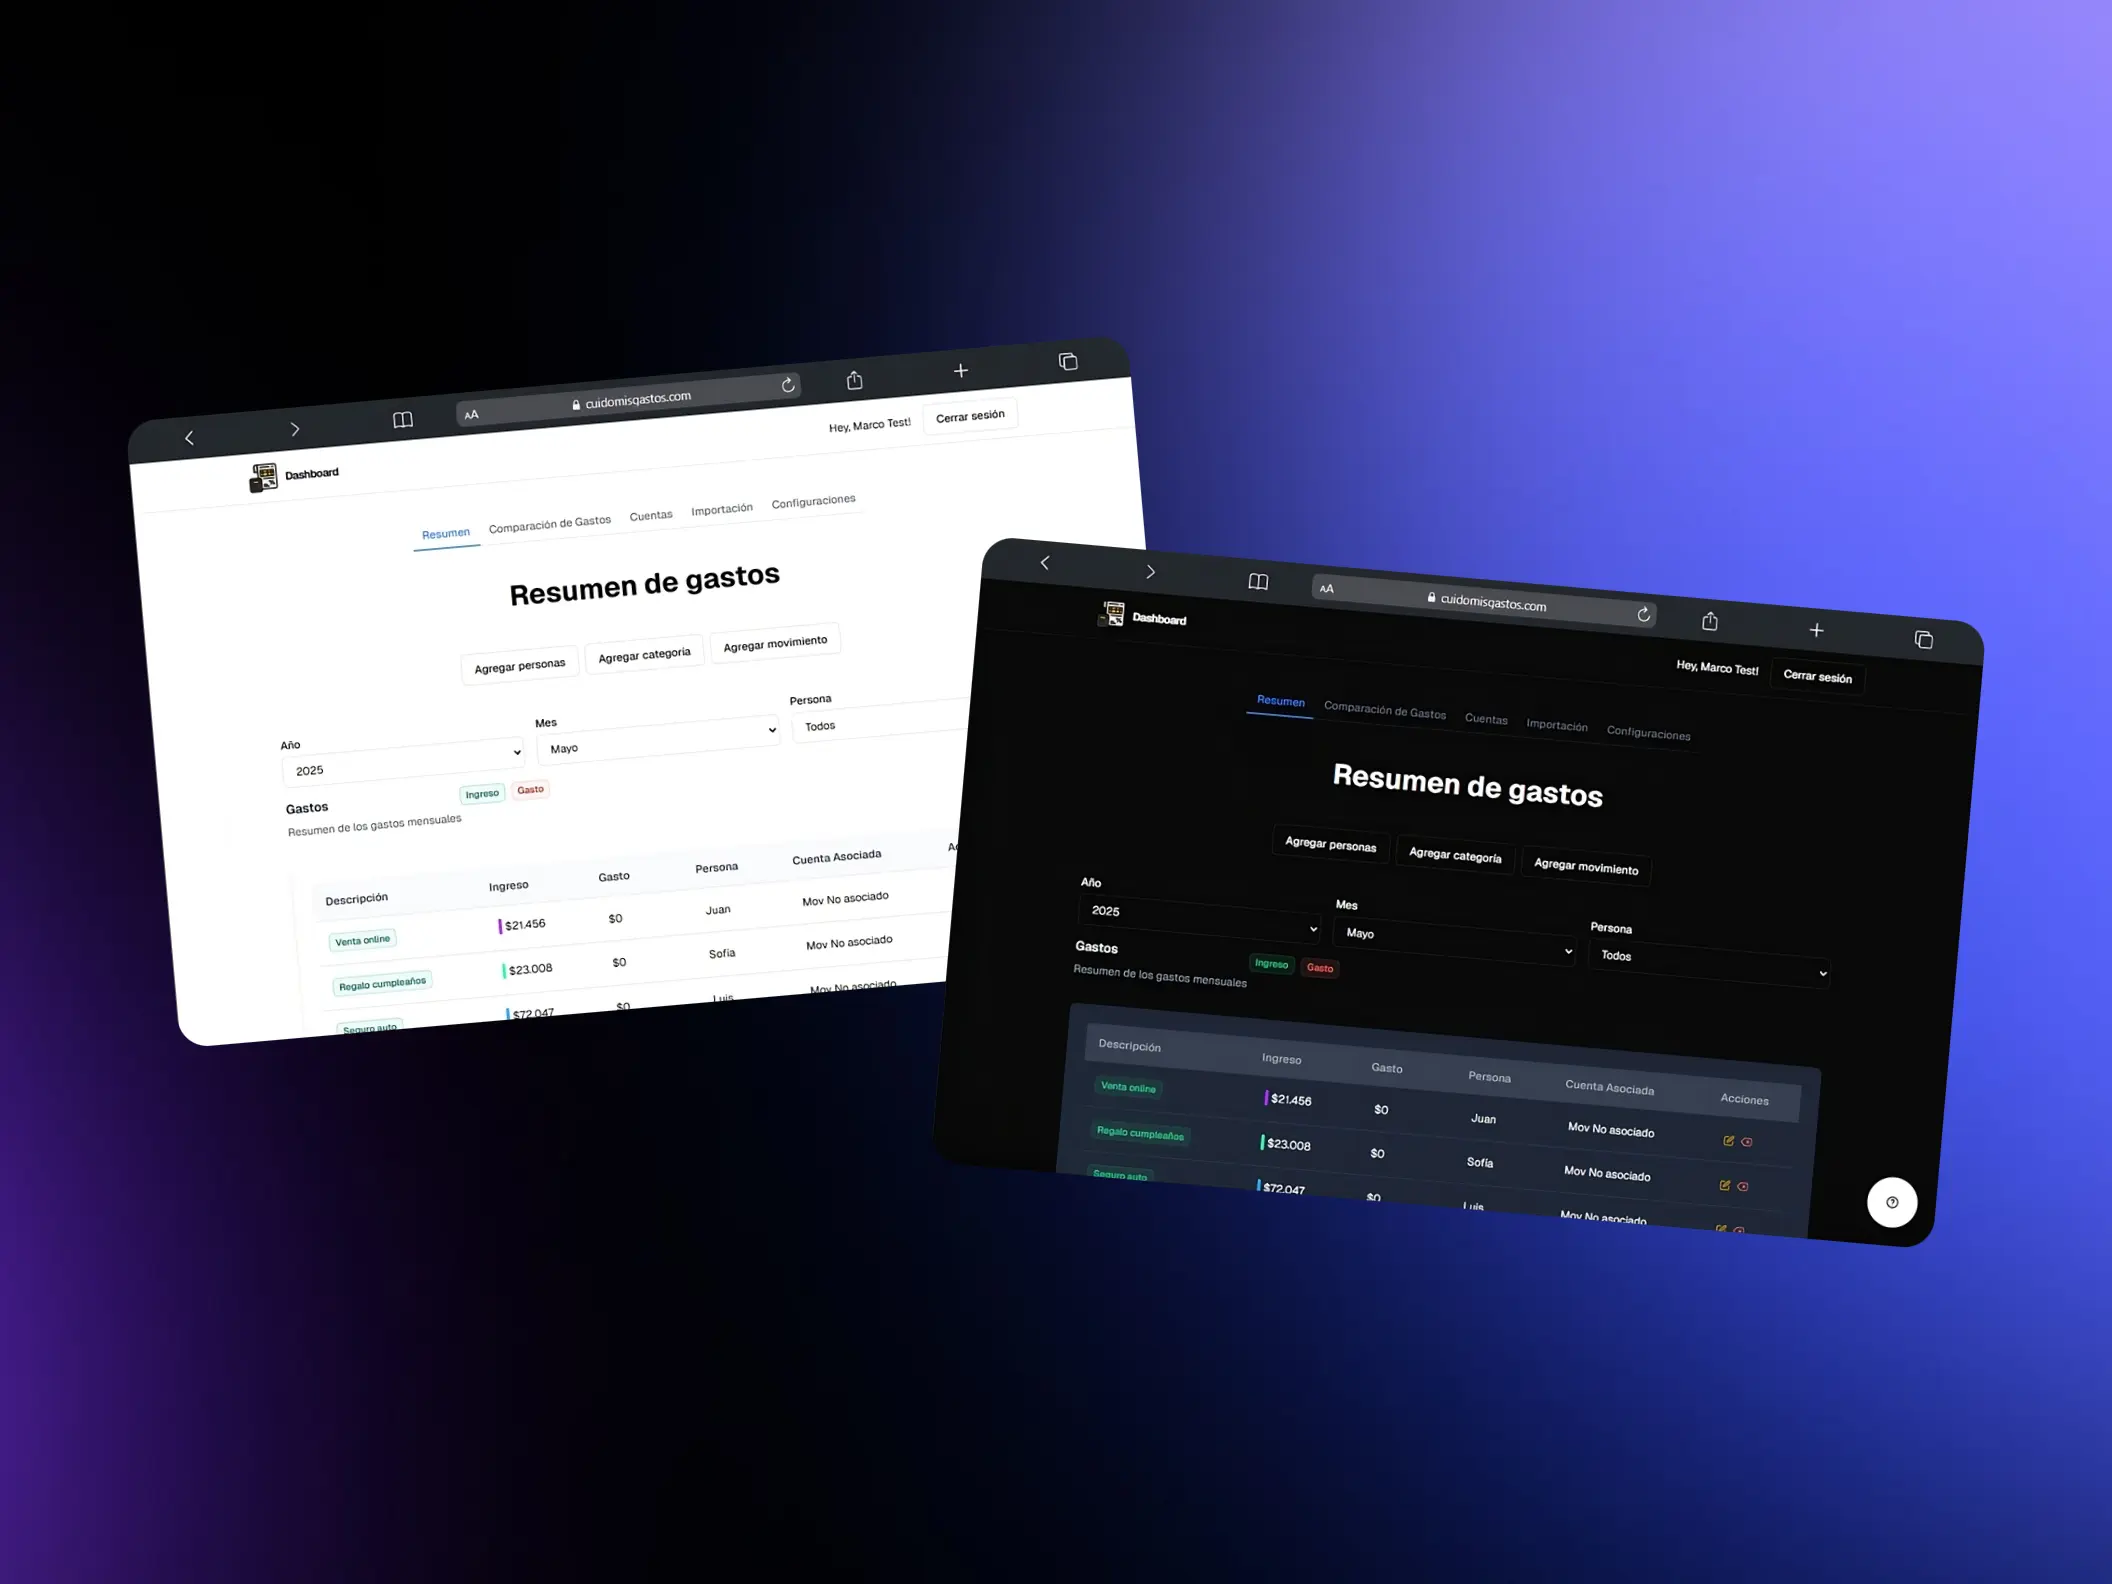 AA cuidomisgastos.com
Dashboard
Hey, Marco Test! Cerrar sesión
Resumen Comparación de Gastos Cuentas Importación Configuraciones
Resumen de gastos
Agregar personas Agregar categoría Agregar movimiento
Año Mes Persona
2025 Mayo Todos
Gastos Ingreso Gasto
Resumen de los gastos mensuales
Descripción Ingreso Gasto Persona Cuenta Asociada Ac
Venta online $21.456 $0 Juan Mov No asociado
Regalo cumpleaños $23.008 $0 Sofía Mov No asociado
Seguro auto $72.047 $0 Luis Mov No asociado
AA cuidomisgastos.com
Dashboard
Hey, Marco Test! Cerrar sesión
Resumen Comparación de Gastos Cuentas Importación Configuraciones
Resumen de gastos
Agregar personas Agregar categoría Agregar movimiento
Año Mes Persona
2025 Mayo Todos
Gastos Ingreso Gasto
Resumen de los gastos mensuales
Descripción Ingreso Gasto Persona Cuenta Asociada Acciones
Venta online $21.456 $0 Juan Mov No asociado
Regalo cumpleaños $23.008 $0 Sofía Mov No asociado
Seguro auto $72.047 $0 Luis Mov No asociado